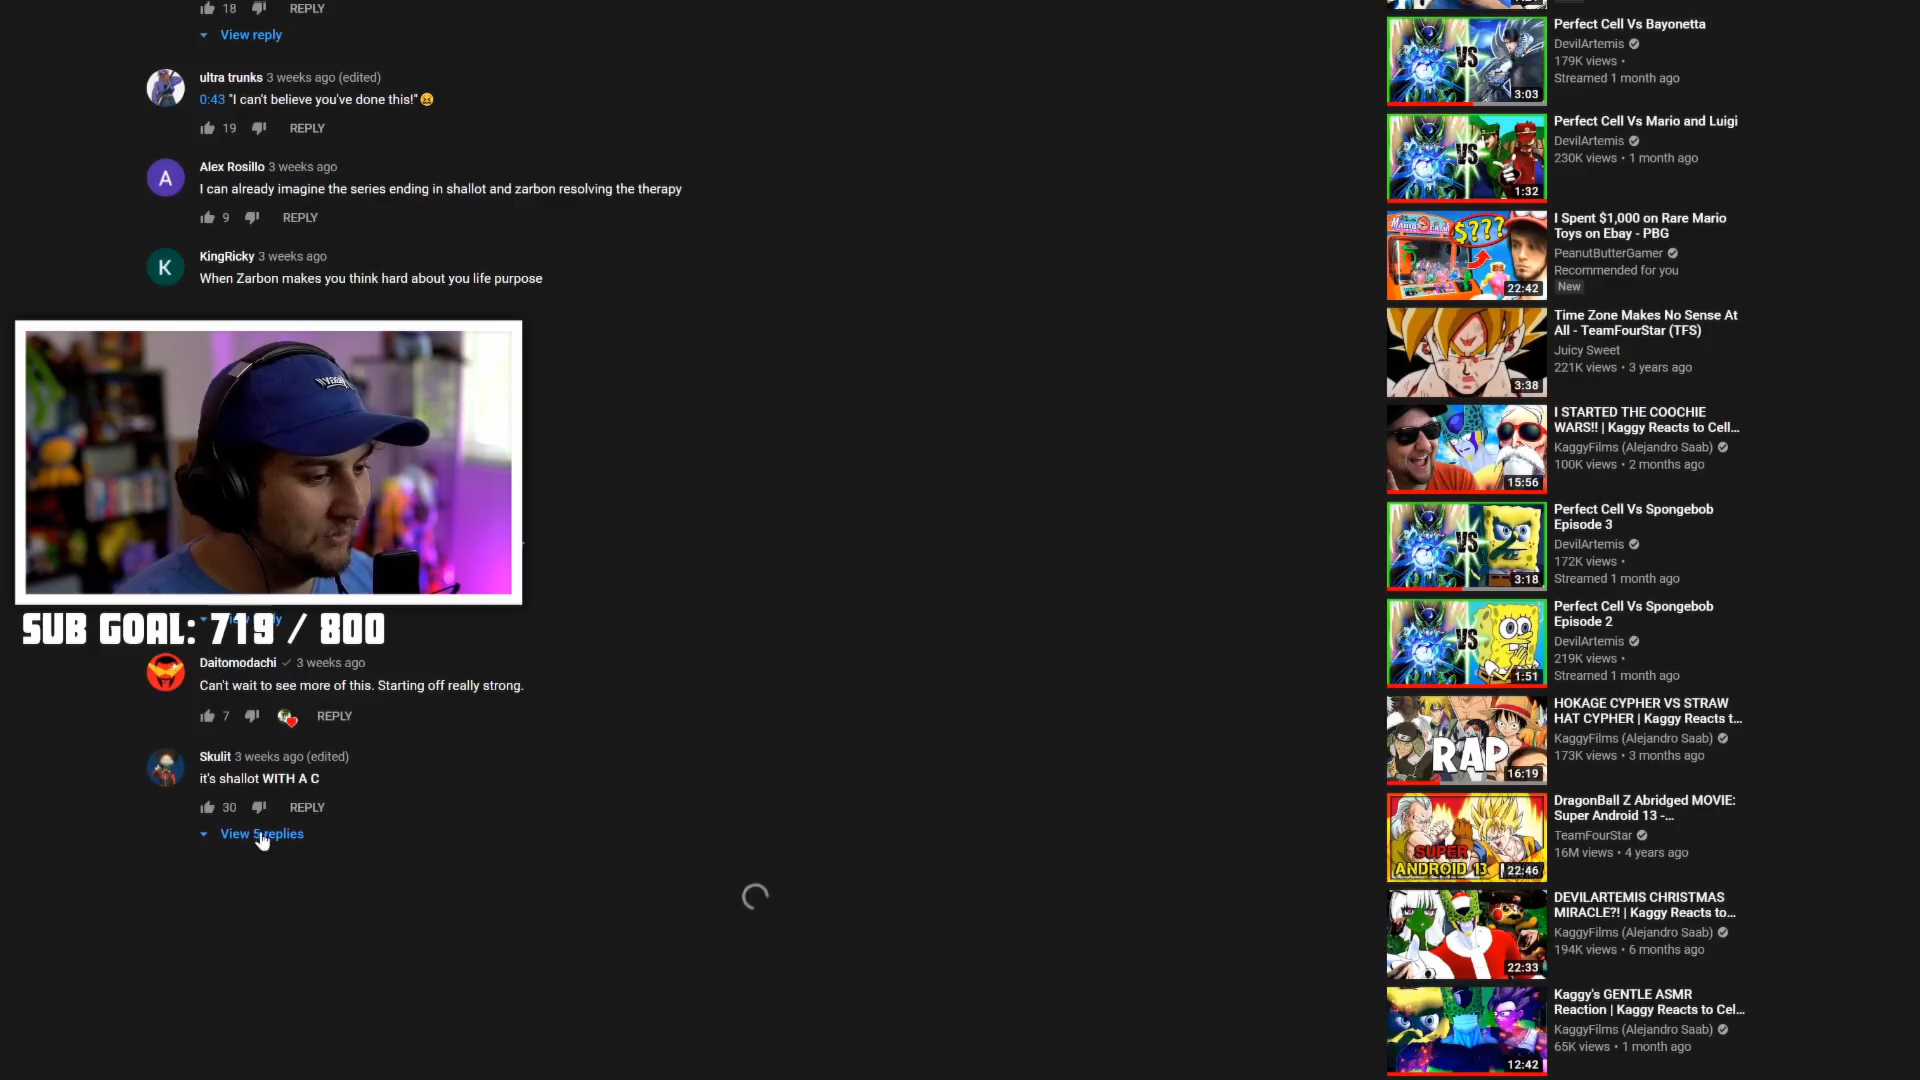 18 REPLY
View reply
ultra trunks 3 weeks ago (edited)
0:43 "I can't believe you've done this!"😆
19 REPLY
A
Alex Rosillo 3 weeks ago
I can already imagine the series ending in shallot and zarbon resolving the therapy
9 REPLY
K
KingRicky 3 weeks ago
When Zarbon makes you think hard about you life purpose
SUB GOAL: 719 / 800
Daitomodachi 3 weeks ago
Can't wait to see more of this. Starting off really strong.
7 REPLY
Skulit 3 weeks ago (edited)
it's shallot WITH A C
30 REPLY
View 5 replies
VS
3:03
Perfect Cell Vs Bayonetta
DevilArtemis
179K views •
Streamed 1 month ago
VS
1:32
Perfect Cell Vs Mario and Luigi
DevilArtemis
230K views • 1 month ago
$???
22:42
I Spent $1,000 on Rare Mario
Toys on Ebay - PBG
PeanutButterGamer
Recommended for you
New
3:38
Time Zone Makes No Sense At
All - TeamFourStar (TFS)
Juicy Sweet
221K views • 3 years ago
15:56
I STARTED THE COOCHIE
WARS!! | Kaggy Reacts to Cell...
KaggyFilms (Alejandro Saab)
100K views • 2 months ago
VS
3:18
Perfect Cell Vs Spongebob
Episode 3
DevilArtemis
172K views •
Streamed 1 month ago
VS
1:51
Perfect Cell Vs Spongebob
Episode 2
DevilArtemis
219K views •
Streamed 1 month ago
RAP
16:19
HOKAGE CYPHER VS STRAW
HAT CYPHER | Kaggy Reacts t...
KaggyFilms (Alejandro Saab)
173K views • 3 months ago
SUPER
ANDROID 13
22:46
DragonBall Z Abridged MOVIE:
Super Android 13 -...
TeamFourStar
16M views • 4 years ago
22:33
DEVILARTEMIS CHRISTMAS
MIRACLE?! | Kaggy Reacts to...
KaggyFilms (Alejandro Saab)
194K views • 6 months ago
12:42
Kaggy's GENTLE ASMR
Reaction | Kaggy Reacts to Cel...
KaggyFilms (Alejandro Saab)
65K views • 1 month ago